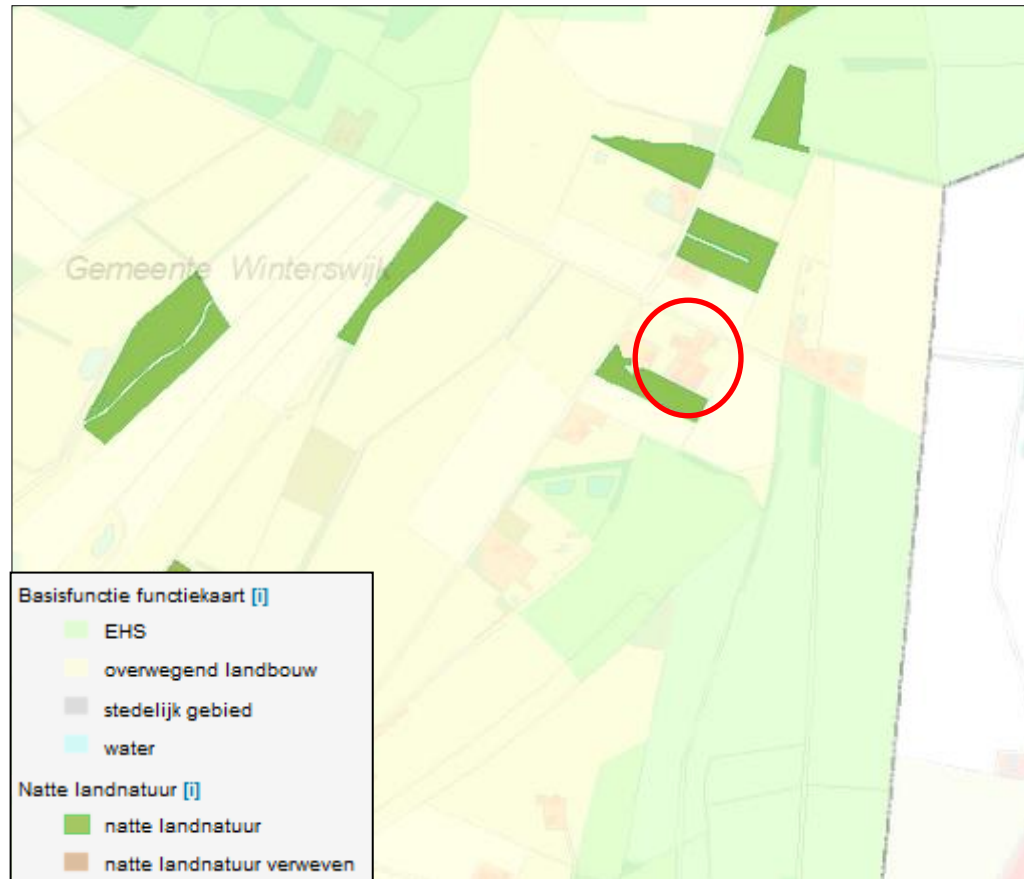 Gemeente Winterswijk
Basisfunctie functiekaart [i]
EHS
overwegend landbouw
stedelijk gebied
water
Natte landnatuur [i]
natte landnatuur
natte landnatuur verweven